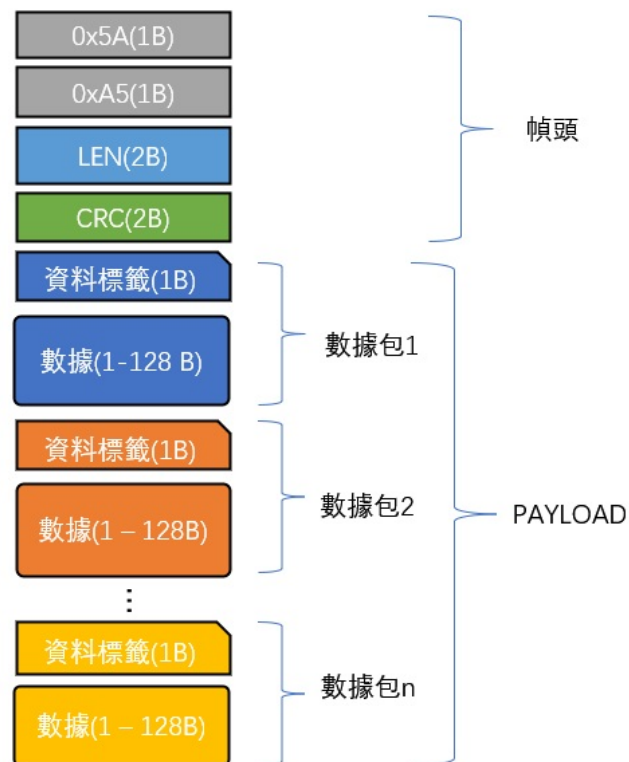 0x5A(1B)
0xA5(1B)
LEN(2B)
CRC(2B)
幀頭
資料標籤(1B)
數據(1-128 B)
數據包1
資料標籤(1B)
數據(1 – 128B)
數據包2
⋮
資料標籤(1B)
數據(1 – 128B)
數據包n
PAYLOAD